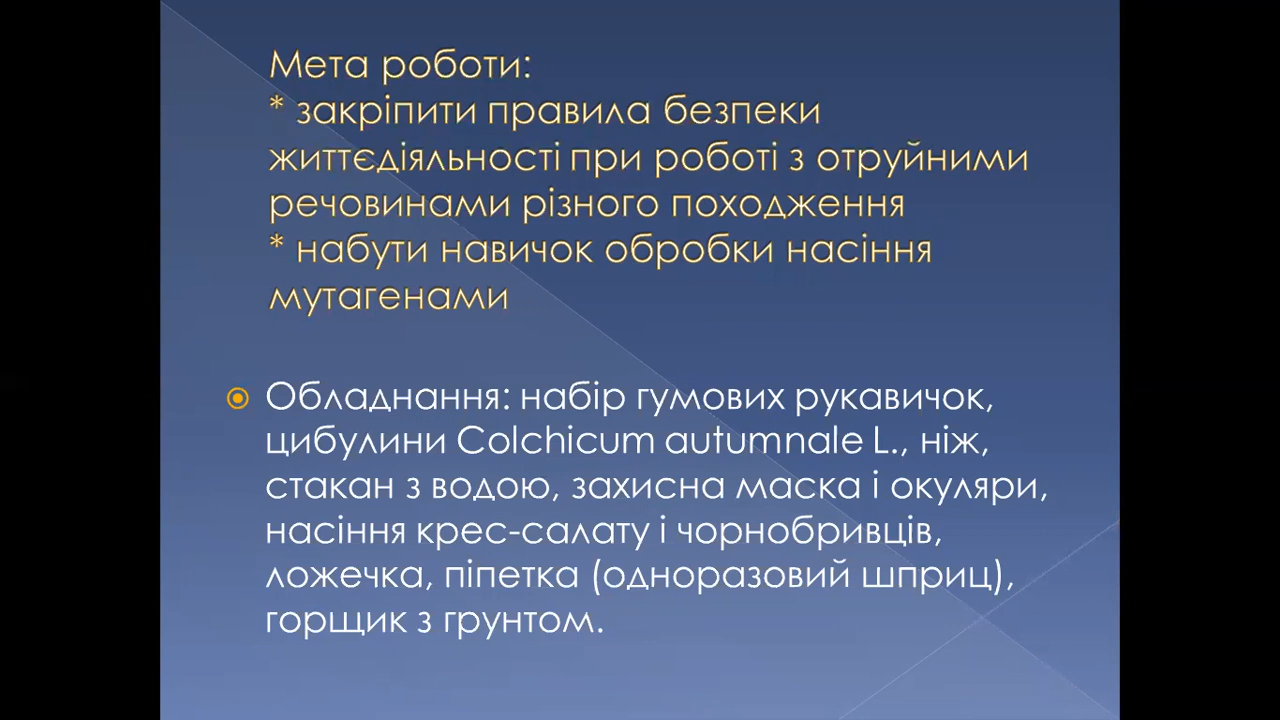 Мета роботи:
* закріпити правила безпеки
життєдіяльності при роботі з отруйними
речовинами різного походження
* набути навичок обробки насіння
мутагенами
Обладнання: набір гумових рукавичок,
цибулини Colchicum autumnale L., ніж,
стакан з водою, захисна маска і окуляри,
насіння крес-салату і чорнобривців,
ложечка, піпетка (одноразовий шприц),
горщик з грунтом.